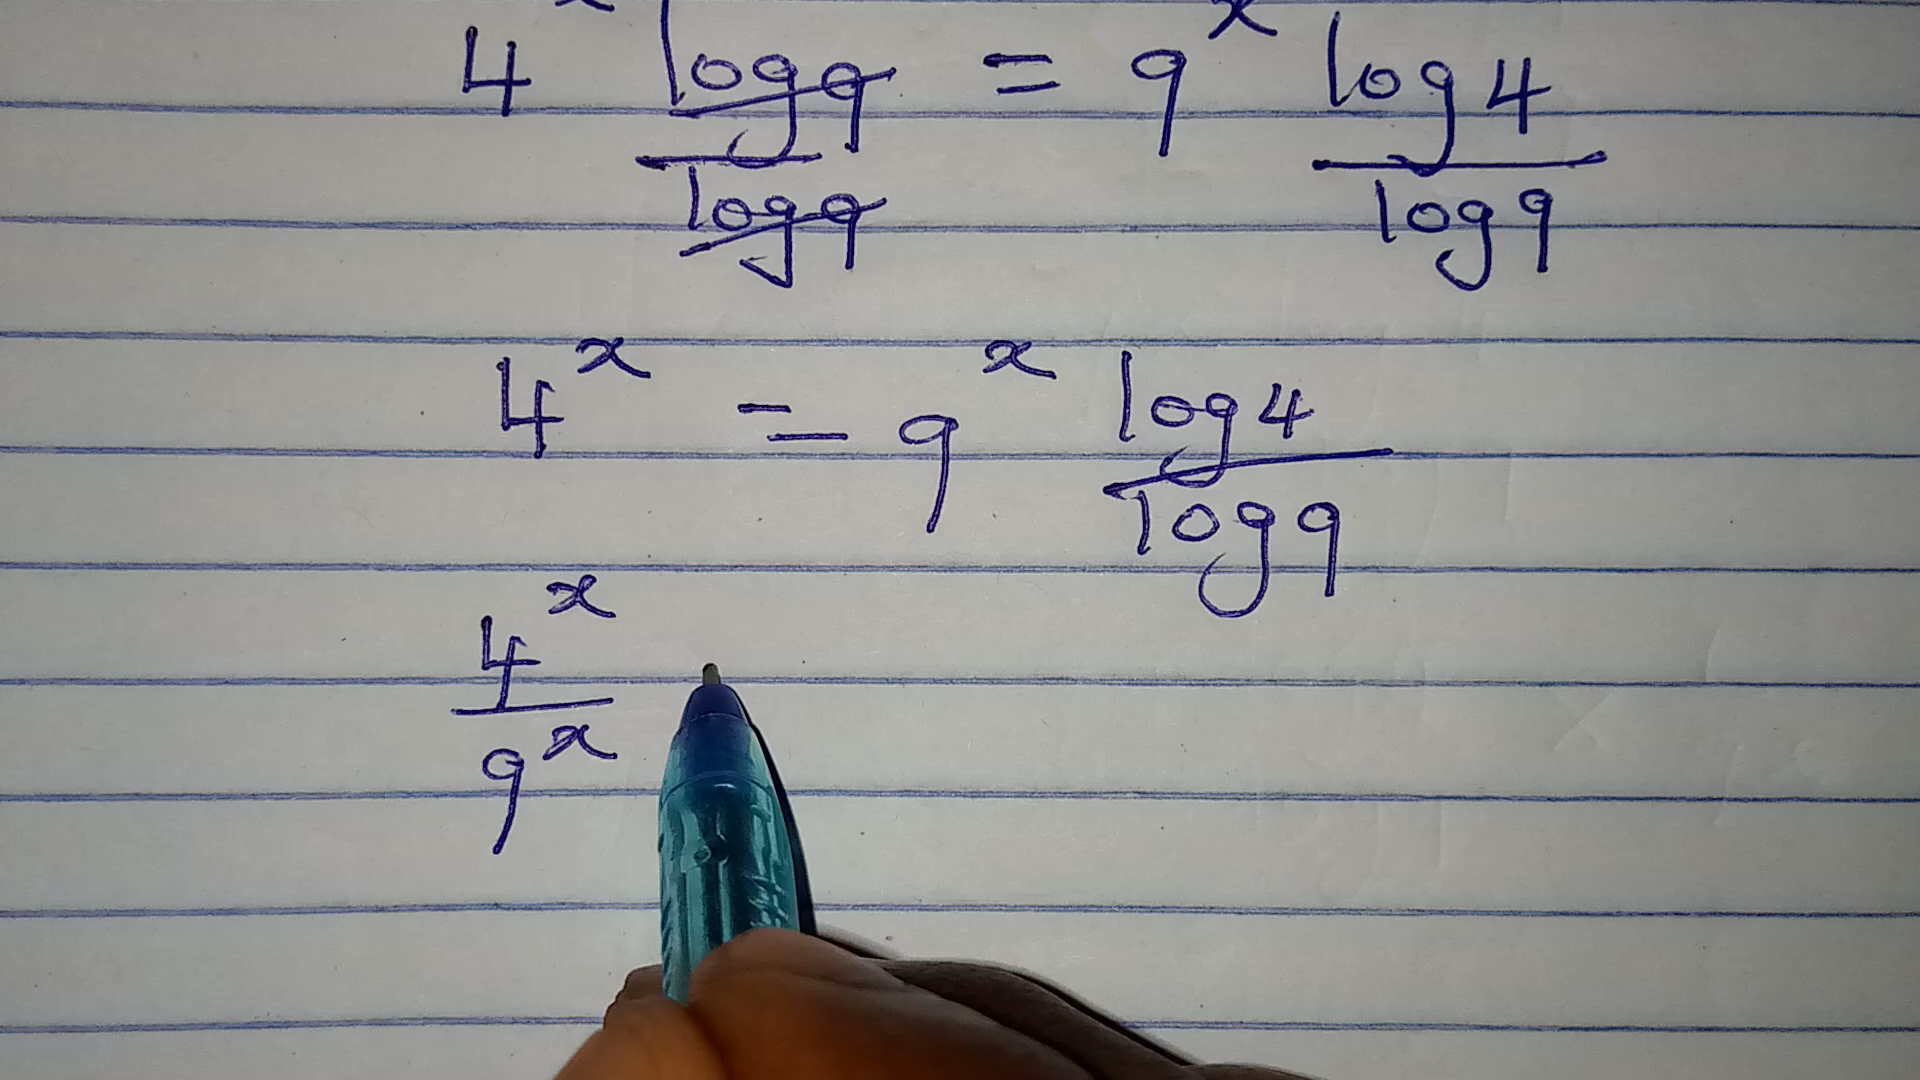 4^x log9 = 9^x log4
log9 log9
4^x = 9^x log4
log9
4^x
9^x